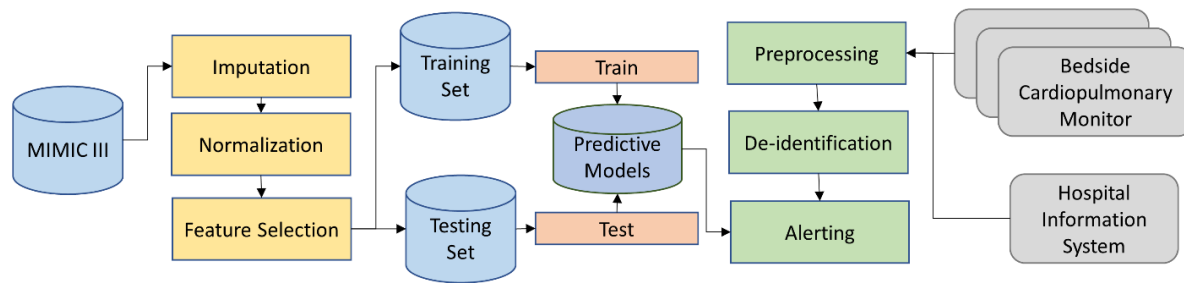 MIMIC III
Imputation
Normalization
Feature Selection
Training
Set
Testing
Set
Train
Predictive
Models
Test
Preprocessing
De-identification
Alerting
Bedside
Cardiopulmonary
Monitor
Hospital
Information
System